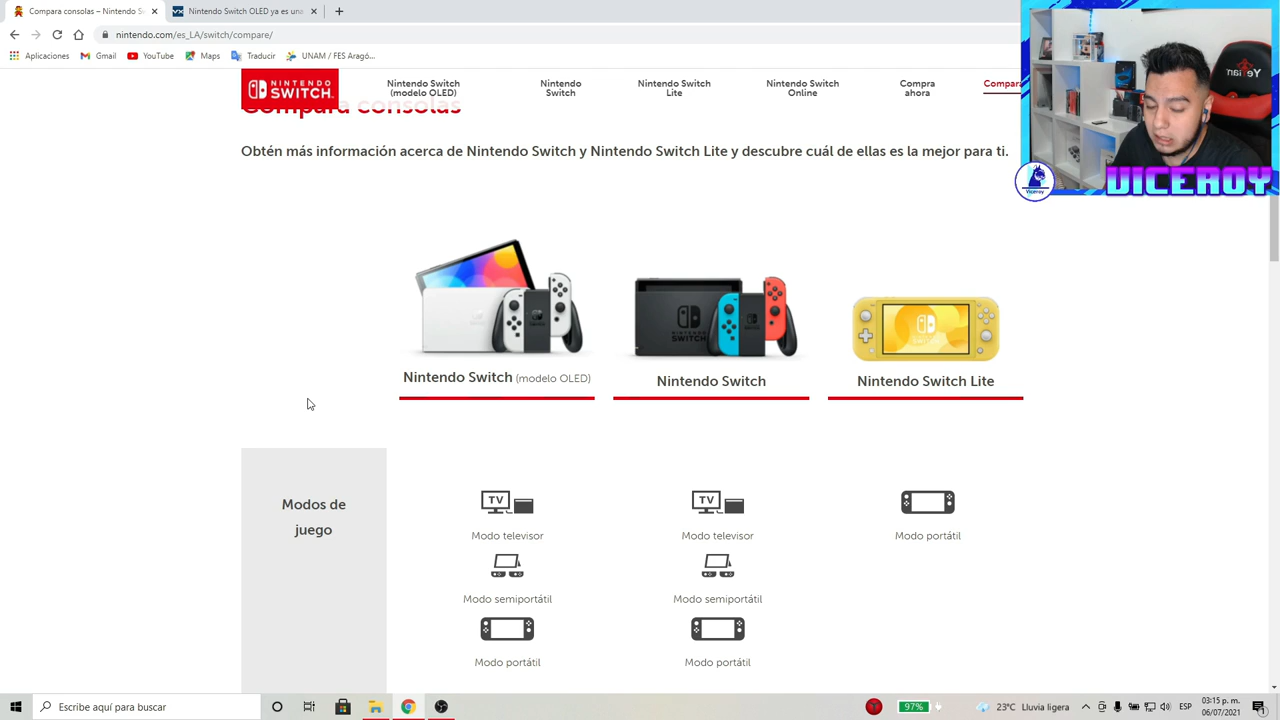 Compara consolas – Nintendo S
Nintendo Switch OLED ya es una
nintendo.com/es_LA/switch/compare/
Aplicaciones
Gmail
YouTube
Maps
Traducir
UNAM / FES Aragó...
NINTENDO
SWITCH
Nintendo Switch
(modelo OLED)
Nintendo
Switch
Nintendo Switch
Lite
Nintendo Switch
Online
Compra
ahora
Compara
Compara consolas
Obtén más información acerca de Nintendo Switch y Nintendo Switch Lite y descubre cuál de ellas es la mejor para ti.
Viceroy
VICEROY
Nintendo Switch (modelo OLED)
Nintendo Switch
Nintendo Switch Lite
Modos de
juego
TV
Modo televisor
TV
Modo televisor
Modo portátil
Modo semiportátil
Modo semiportátil
Modo portátil
Modo portátil
Escribe aquí para buscar
97%
23°C Lluvia ligera
ESP
03:15 p. m.
06/07/2021